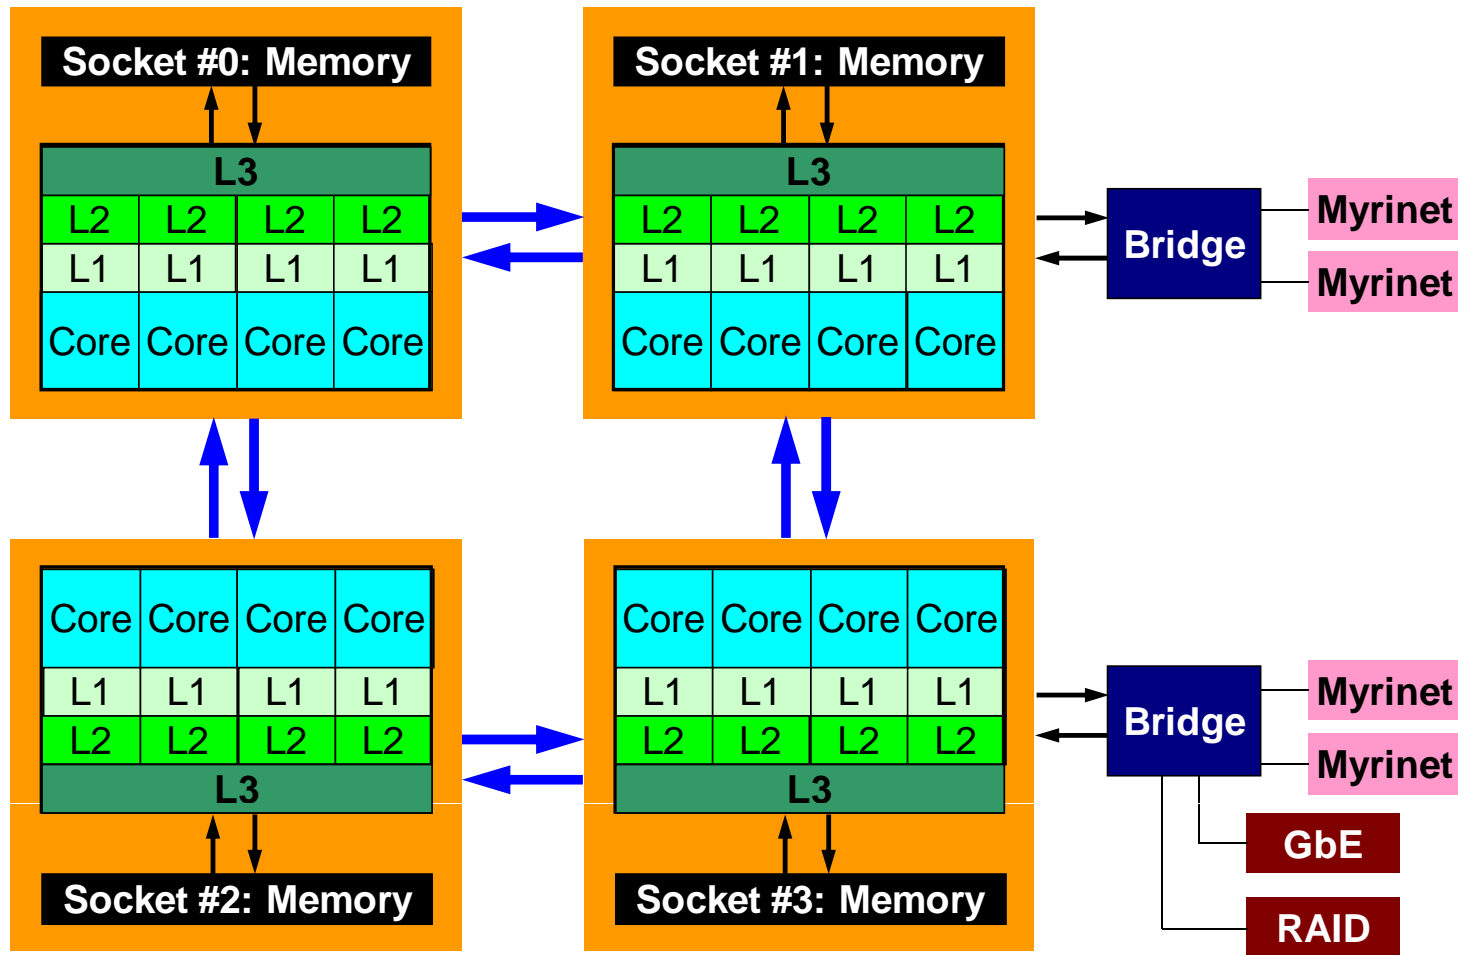 Socket #0: Memory
L3
L2 L2 L2 L2
L1 L1 L1 L1
Core Core Core Core
Socket #1: Memory
L3
L2 L2 L2 L2
L1 L1 L1 L1
Core Core Core Core
Bridge
Myrinet
Myrinet
Core Core Core Core
L1 L1 L1 L1
L2 L2 L2 L2
L3
Socket #2: Memory
Core Core Core Core
L1 L1 L1 L1
L2 L2 L2 L2
L3
Socket #3: Memory
Bridge
Myrinet
Myrinet
GbE
RAID